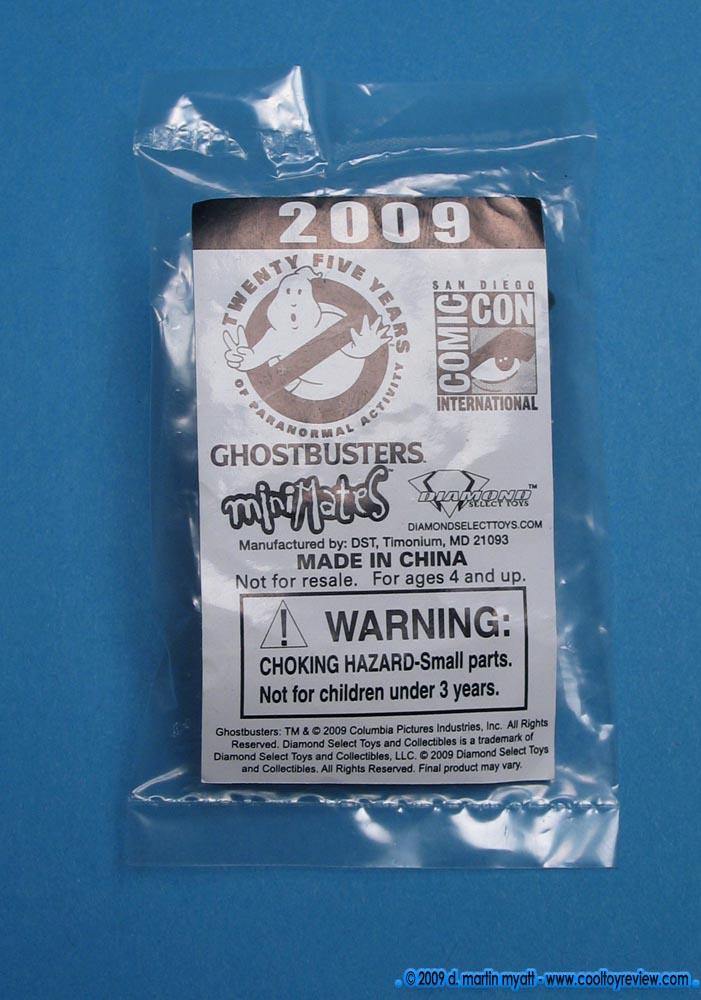 2009
TWENTY FIVE YEARS
OF PARANORMAL ACTIVITY
SAN DIEGO
COMIC
CON
INTERNATIONAL
GHOSTBUSTERS™
miniMates™
DIAMOND™
SELECT TOYS
DIAMONDSELECTTOYS.COM
Manufactured by: DST, Timonium, MD 21093
MADE IN CHINA
Not for resale. For ages 4 and up.
! WARNING:
CHOKING HAZARD-Small parts.
Not for children under 3 years.
Ghostbusters: TM & © 2009 Columbia Pictures Industries, Inc. All Rights
Reserved. Diamond Select Toys and Collectibles is a trademark of
Diamond Select Toys and Collectibles, LLC. © 2009 Diamond Select Toys
and Collectibles. All Rights Reserved. Final product may vary.
© 2009 d. martin myatt - www.cooltoyreview.com